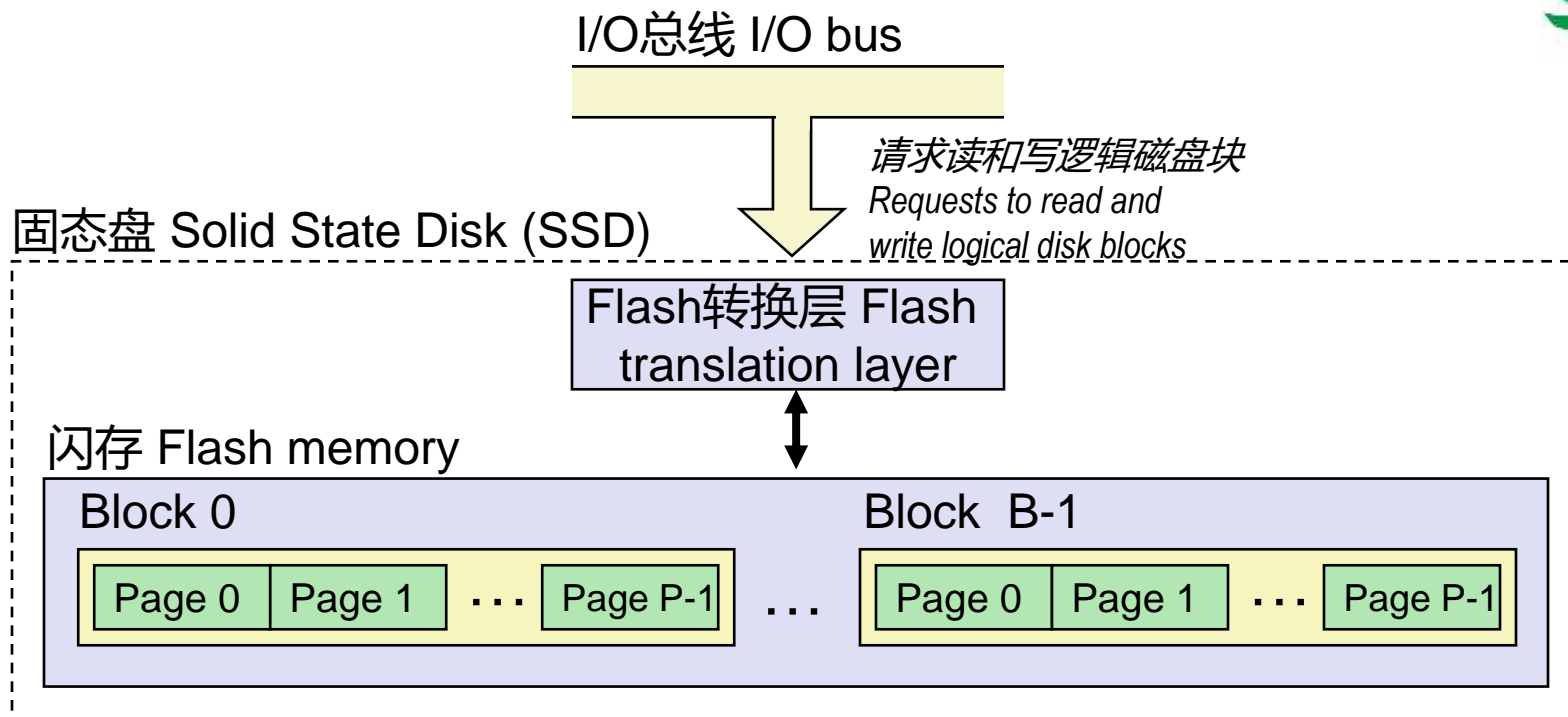 I/O总线 I/O bus
请求读和写逻辑磁盘块
Requests to read and
write logical disk blocks
固态盘 Solid State Disk (SSD)
Flash转换层 Flash
translation layer
闪存 Flash memory
Block 0
Block B-1
Page 0 Page 1 ... Page P-1 ... Page 0 Page 1 ... Page P-1